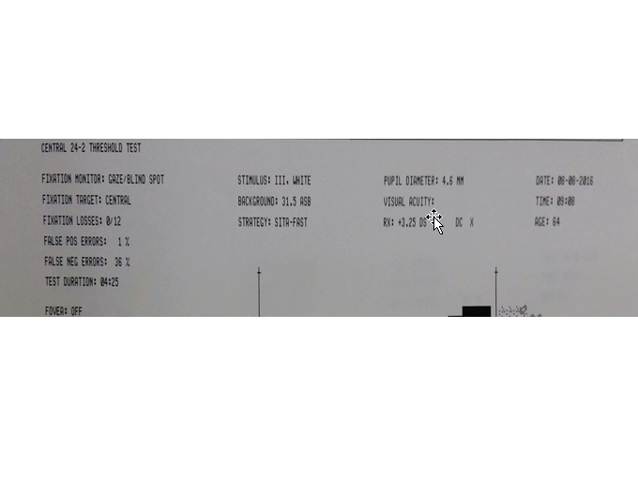 CENTRAL 24-2 THRESHOLD TEST
FIXATION MONITOR: GAZE/BLIND SPOT STIMULUS: III, WHITE PUPIL DIAMETER: 4.6 MM DATE: 08-08-2016
FIXATION TARGET: CENTRAL BACKGROUND: 31.5 ASB VISUAL ACUITY: TIME: 09:08
FIXATION LOSSES: 0/12 STRATEGY: SITA-FAST RX: +3.25 DS DC X AGE: 64
FALSE POS ERRORS: 1 %
FALSE NEG ERRORS: 36 %
TEST DURATION: 04:25
FOVEA: OFF